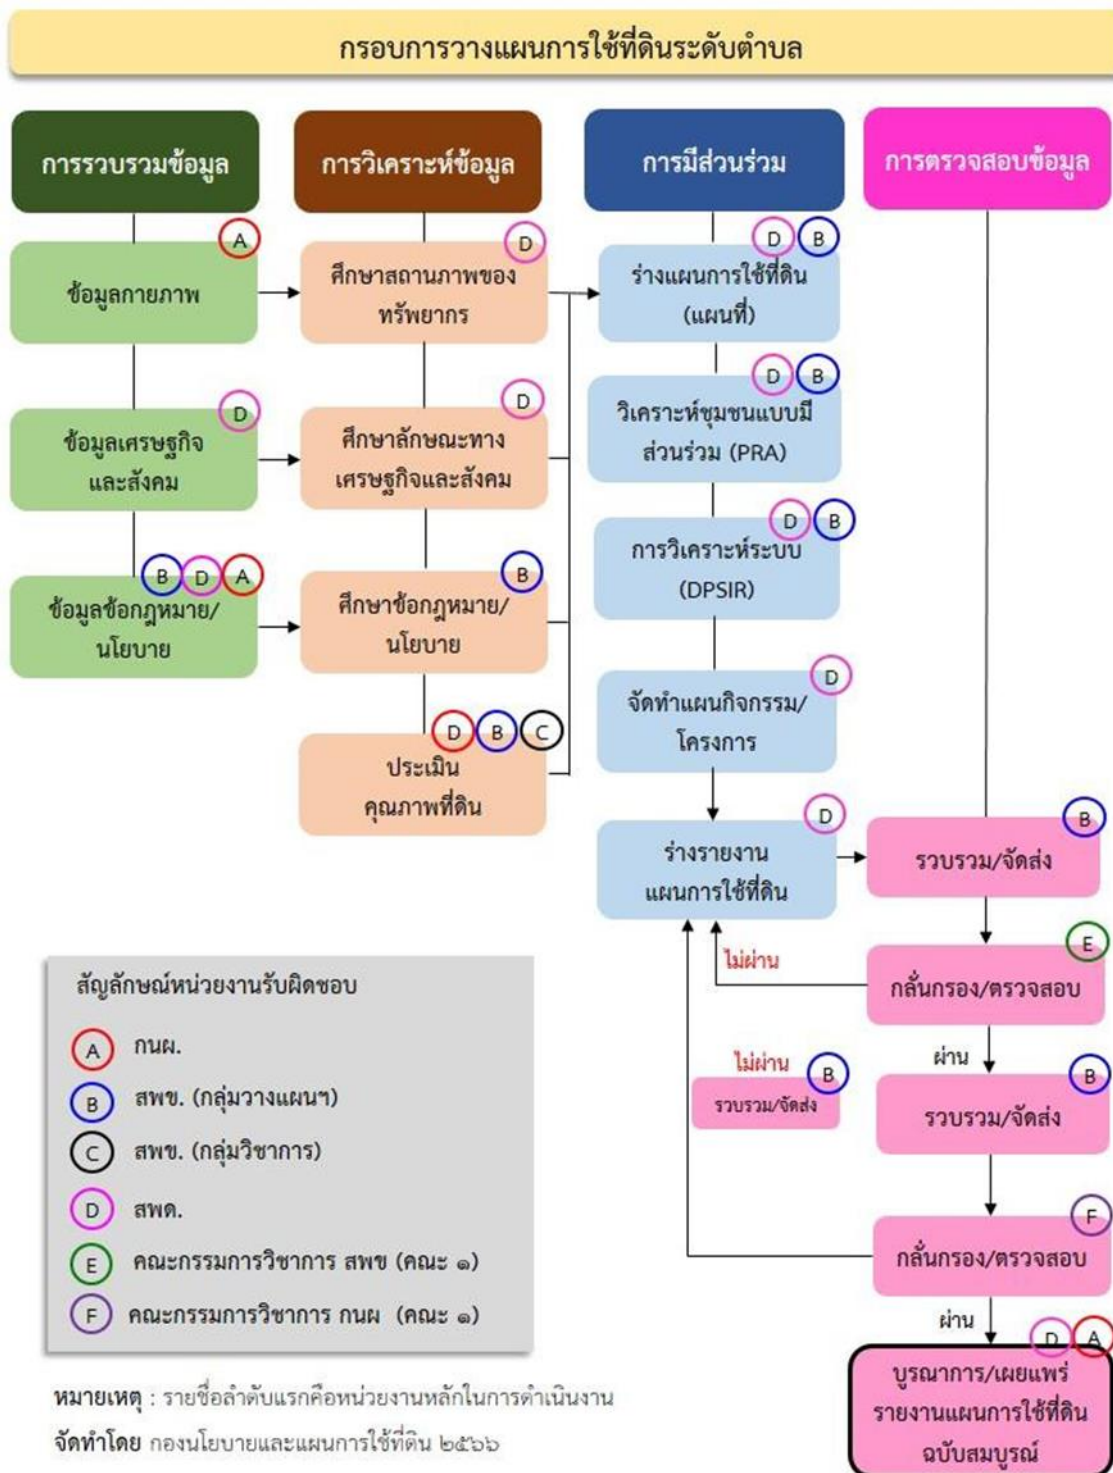 กรอบการวางแผนการใช้ที่ดินระดับตำบล
การรวบรวมข้อมูล
A
ข้อมูลกายภาพ
D
ข้อมูลเศรษฐกิจ
และสังคม
B D A
ข้อมูลข้อกฎหมาย/
นโยบาย
การวิเคราะห์ข้อมูล
D
ศึกษาสถานภาพของ
ทรัพยากร
D
ศึกษาลักษณะทาง
เศรษฐกิจและสังคม
B
ศึกษาข้อกฎหมาย/
นโยบาย
D B C
ประเมิน
คุณภาพที่ดิน
การมีส่วนร่วม
D B
ร่างแผนการใช้ที่ดิน
(แผนที่)
D B
วิเคราะห์ชุมชนแบบมี
ส่วนร่วม (PRA)
D B
การวิเคราะห์ระบบ
(DPSIR)
D
จัดทำแผนกิจกรรม/
โครงการ
D
ร่างรายงาน
แผนการใช้ที่ดิน
การตรวจสอบข้อมูล
B
รวบรวม/จัดส่ง
E
กลั่นกรอง/ตรวจสอบ
ไม่ผ่าน
ผ่าน
B
รวบรวม/จัดส่ง
ไม่ผ่าน
B
รวบรวม/จัดส่ง
F
กลั่นกรอง/ตรวจสอบ
ผ่าน
D A
บูรณาการ/เผยแพร่
รายงานแผนการใช้ที่ดิน
ฉบับสมบูรณ์
สัญลักษณ์หน่วยงานรับผิดชอบ
A กนผ.
B สพข. (กลุ่มวางแผนฯ)
C สพข. (กลุ่มวิชาการ)
D สพด.
E คณะกรรมการวิชาการ สพข (คณะ ๑)
F คณะกรรมการวิชาการ กนผ (คณะ ๑)
หมายเหตุ : รายชื่อลำดับแรกคือหน่วยงานหลักในการดำเนินงาน
จัดทำโดย กองนโยบายและแผนการใช้ที่ดิน ๒๕๖๖